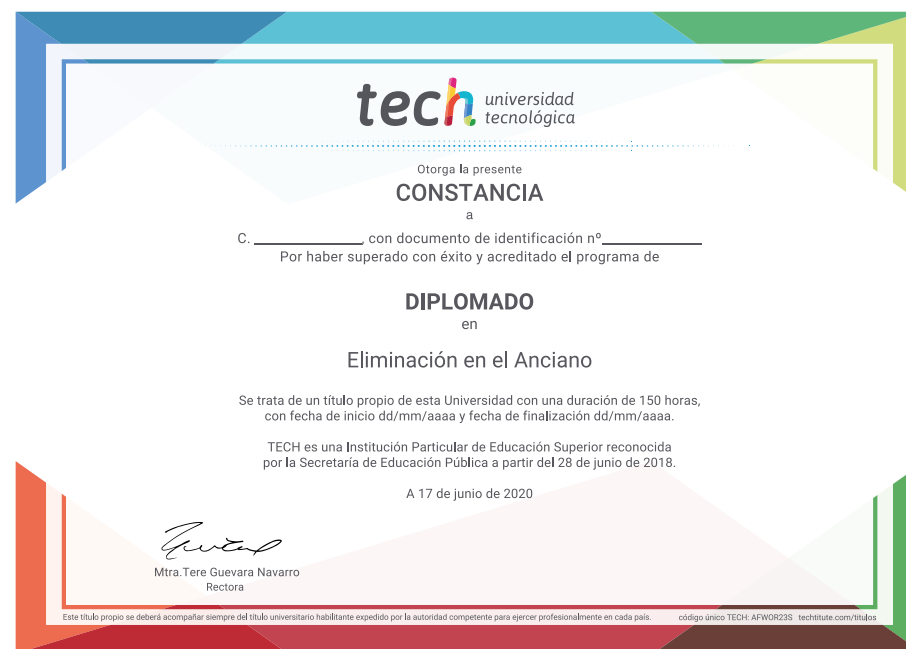 tech universidad
tecnológica
Otorga la presente
CONSTANCIA
a
C. ____________, con documento de identificación nº___________
Por haber superado con éxito y acreditado el programa de
DIPLOMADO
en
Eliminación en el Anciano
Se trata de un título propio de esta Universidad con una duración de 150 horas,
con fecha de inicio dd/mm/aaaa y fecha de finalización dd/mm/aaaa.
TECH es una Institución Particular de Educación Superior reconocida
por la Secretaría de Educación Pública a partir del 28 de junio de 2018.
A 17 de junio de 2020
Mtra.Tere Guevara Navarro
Rectora
Este título propio se deberá acompañar siempre del título universitario habilitante expedido por la autoridad competente para ejercer profesionalmente en cada país. código único TECH: AFWOR23S techtitute.com/titulos